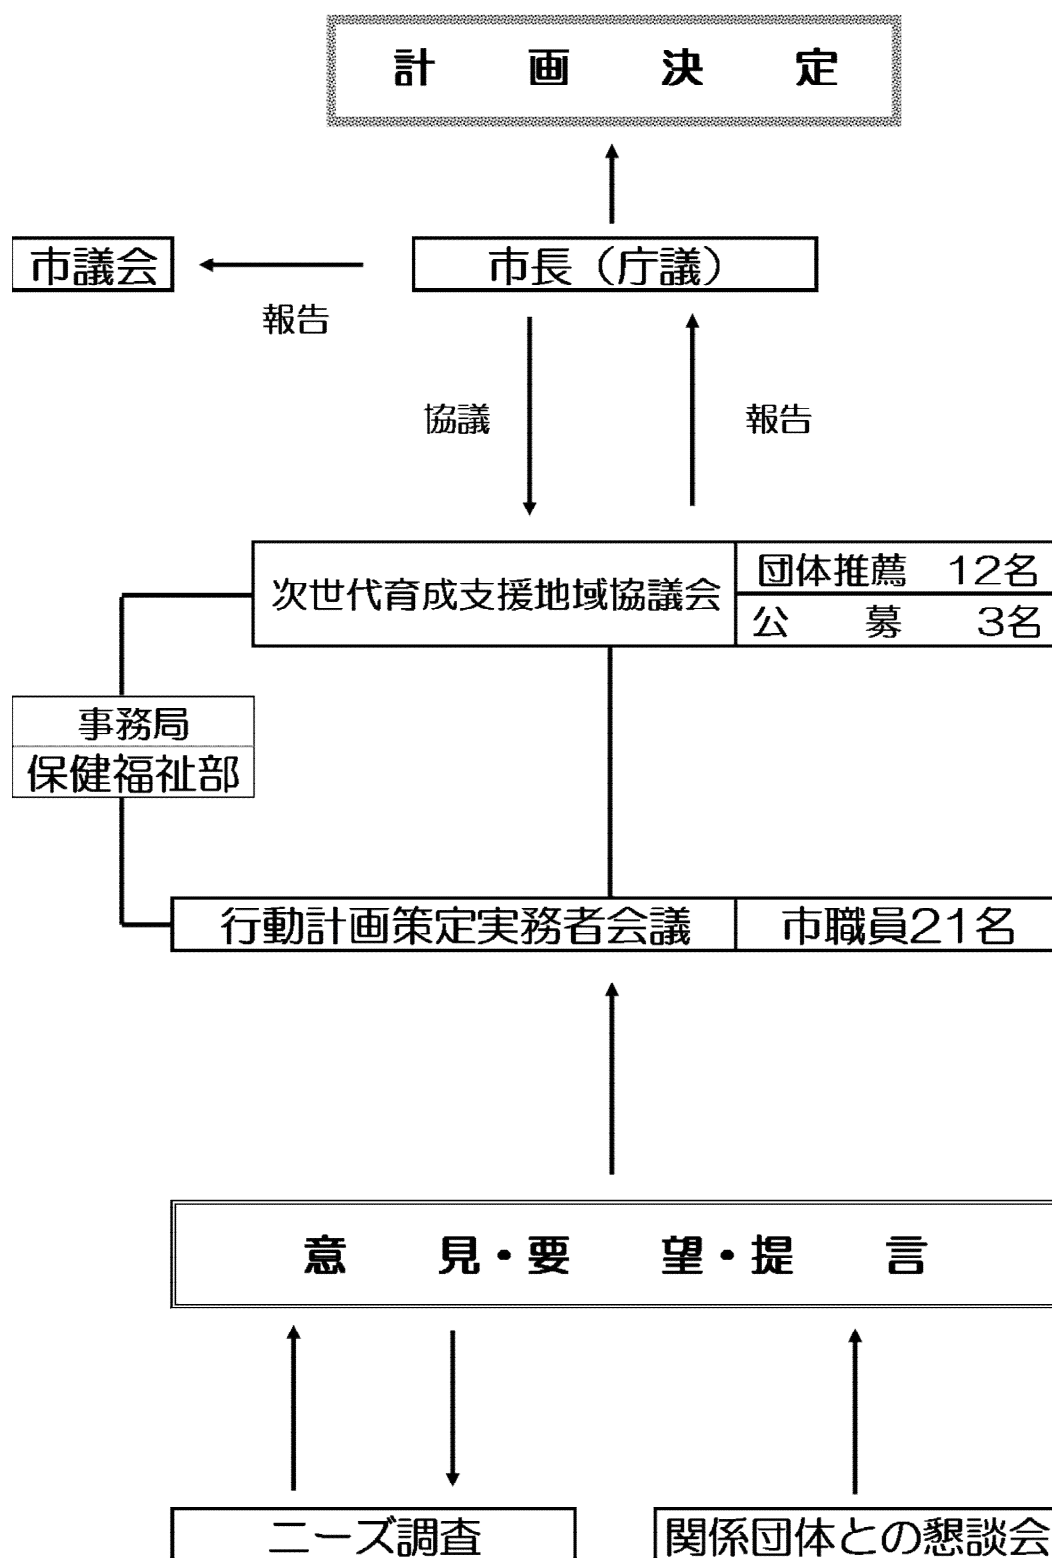 計画決定
市議会
市長（庁議）
報告
協議
報告
次世代育成支援地域協議会
団体推薦 12名
公募 3名
事務局
保健福祉部
行動計画策定実務者会議
市職員21名
意見・要望・提言
ニーズ調査
関係団体との懇談会